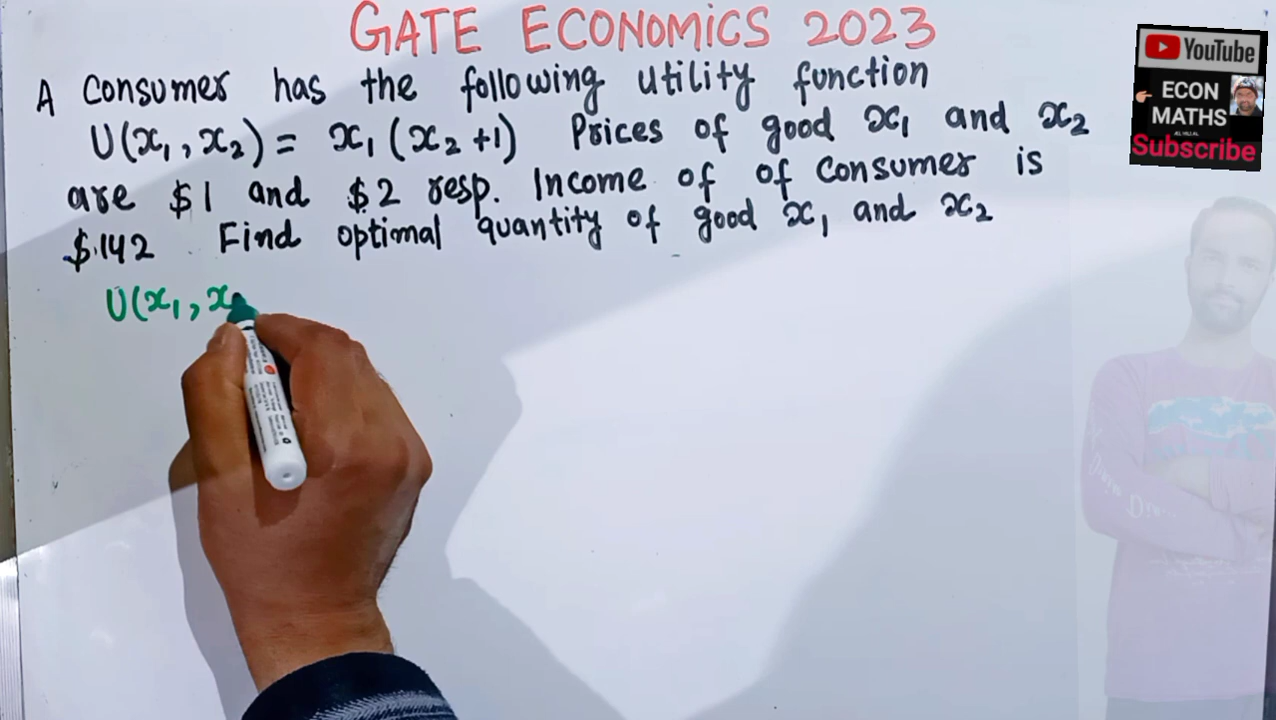 GATE ECONOMICS 2023
A Consumer has the following utility function
U(x₁, x₂) = x₁(x₂+1) Prices of good x₁ and x₂
are $1 and $2 resp. Income of of consumer is
$.142 Find optimal quantity of good x₁ and x₂
U(x₁, x
YouTube
ECON
MATHS
Subscribe